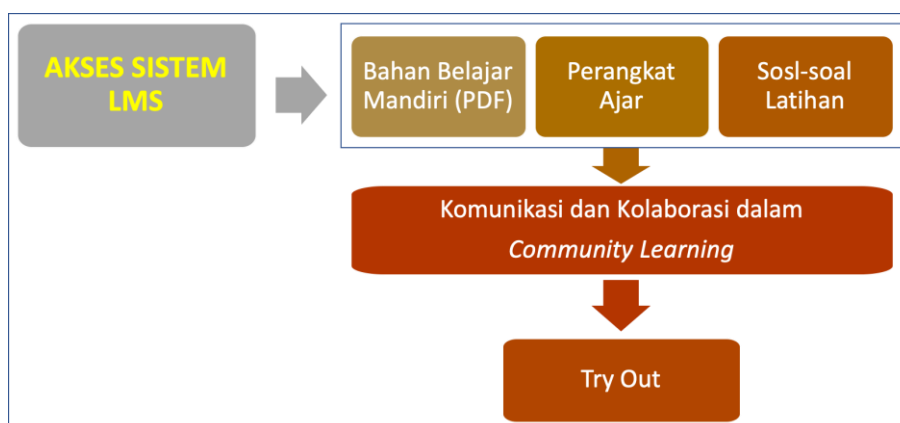 AKSES SISTEM
LMS
Bahan Belajar
Mandiri (PDF)
Perangkat
Ajar
Sosl-soal
Latihan
Komunikasi dan Kolaborasi dalam
Community Learning
Try Out